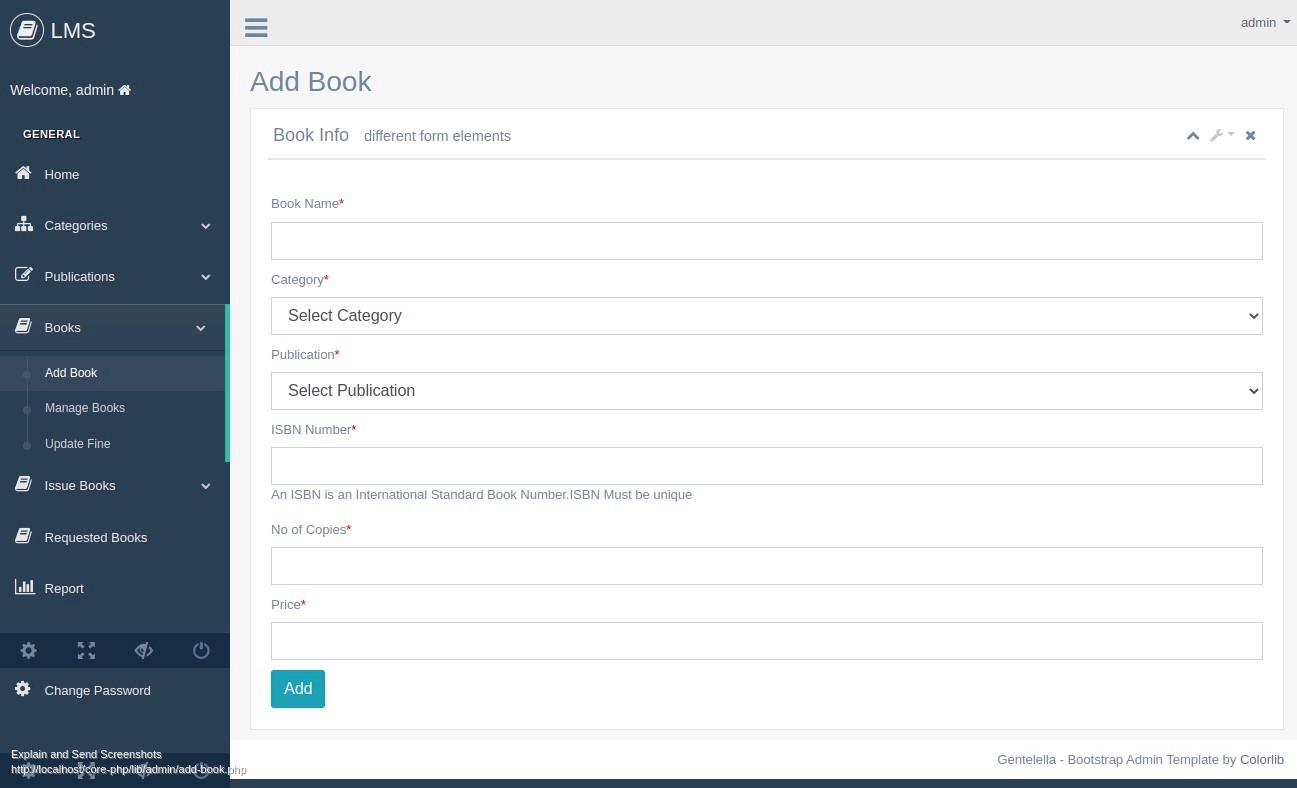 LMS
admin
Welcome, admin
GENERAL
Home
Categories
Publications
Books
Add Book
Manage Books
Update Fine
Issue Books
Requested Books
Report
Change Password
Explain and Send Screenshots
http://localhost/core-php/lib/admin/add-book.php
Add Book
Book Info different form elements
Book Name*
Category*
Select Category
Publication*
Select Publication
ISBN Number*
An ISBN is an International Standard Book Number.ISBN Must be unique
No of Copies*
Price*
Add
Gentelella - Bootstrap Admin Template by Colorlib